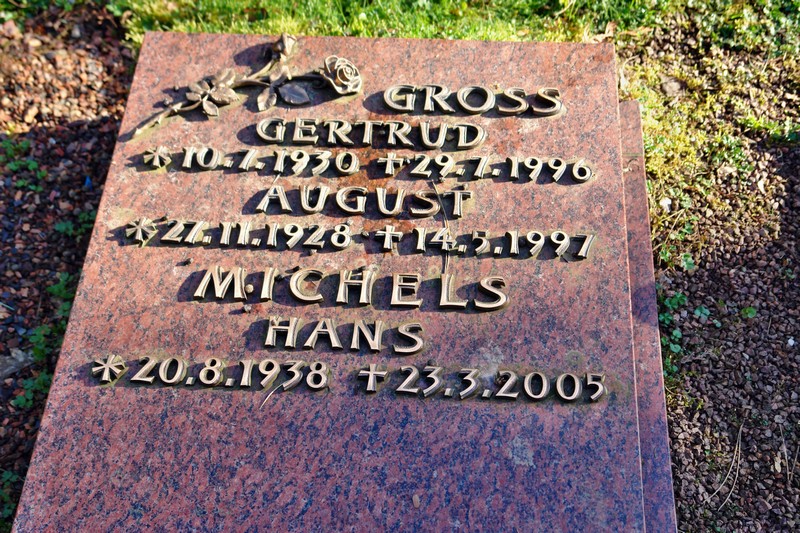 GROSS
GERTRUD
* 10.7.1930 ✝ 29.7.1996
AUGUST
* 27.11.1928 ✝ 14.5.1997
MICHELS
HANS
* 20.8.1938 ✝ 23.3.2005